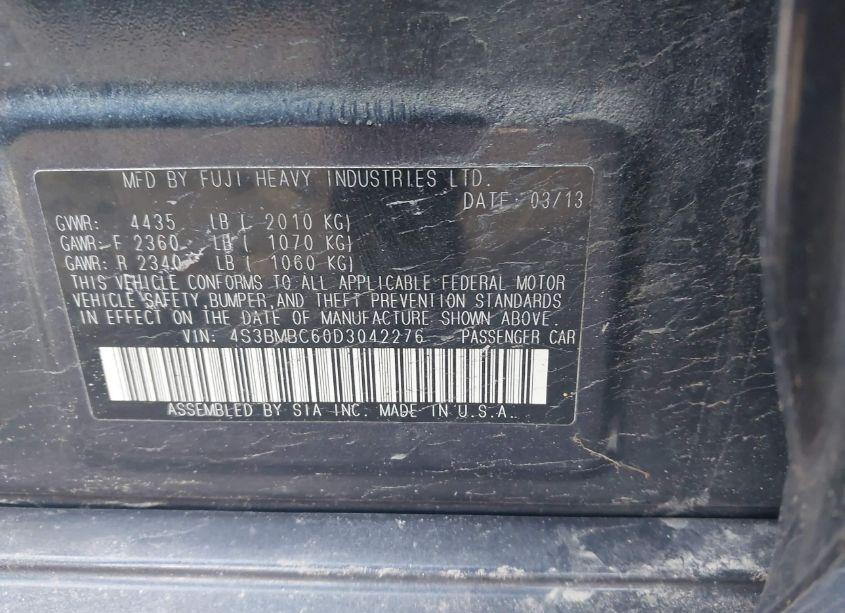 MFD BY FUJI HEAVY INDUSTRIES LTD.
DATE: 03/13
GVWR: 4435 LB ( 2010 KG)
GAWR: F 2360 LB ( 1070 KG)
GAWR: R 2340 LB ( 1060 KG)
THIS VEHICLE CONFORMS TO ALL APPLICABLE FEDERAL MOTOR
VEHICLE SAFETY, BUMPER, AND THEFT PREVENTION STANDARDS
IN EFFECT ON THE DATE OF MANUFACTURE SHOWN ABOVE.
VIN: 4S3BMBC60D3042276 PASSENGER CAR
ASSEMBLED BY SIA INC. MADE IN U.S.A.